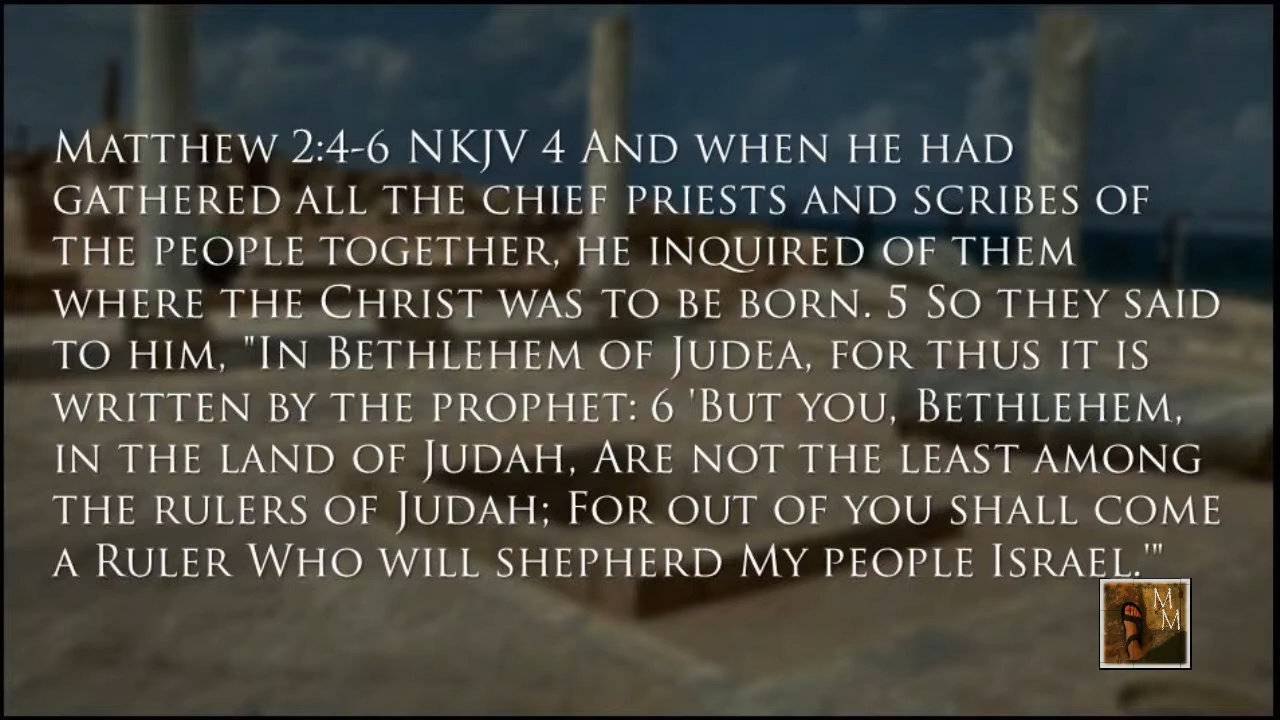 Matthew 2:4-6 NKJV 4 And when he had
gathered all the chief priests and scribes of
the people together, he inquired of them
where the Christ was to be born. 5 So they said
to him, "In Bethlehem of Judea, for thus it is
written by the prophet: 6 'But you, Bethlehem,
in the land of Judah, Are not the least among
the rulers of Judah; For out of you shall come
a Ruler Who will shepherd My people Israel.'"
M
M